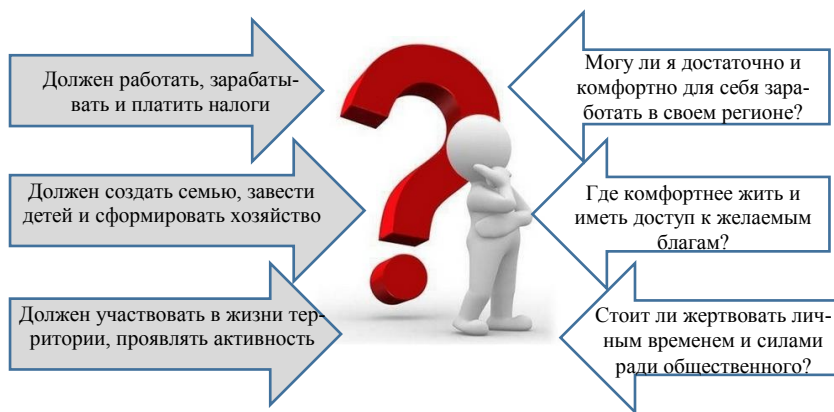 Должен работать, зарабаты-
вать и платить налоги
Могу ли я достаточно и
комфортно для себя зара-
ботать в своем регионе?
Должен создать семью, завести
детей и сформировать хозяйство
Где комфортнее жить и
иметь доступ к желаемым
благам?
Должен участвовать в жизни тер-
ритории, проявлять активность
Стоит ли жертвовать лич-
ным временем и силами
ради общественного?